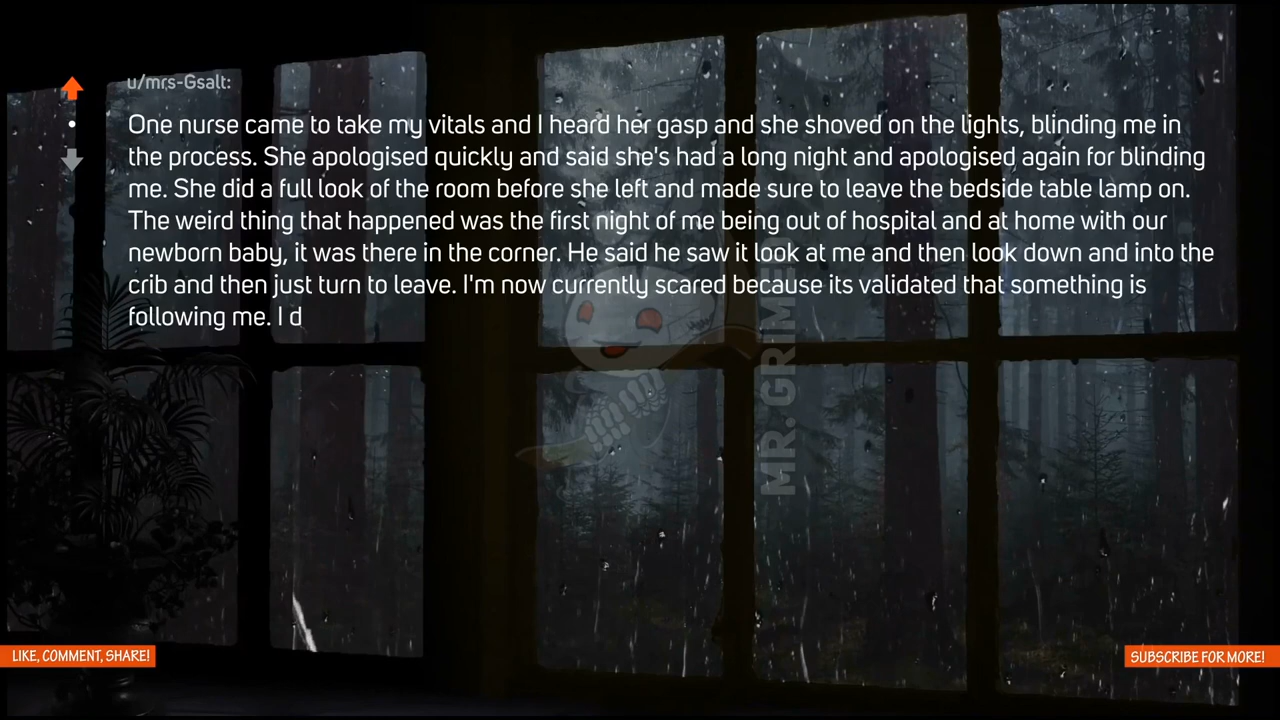 u/mrs-Gsalt:
One nurse came to take my vitals and I heard her gasp and she shoved on the lights, blinding me in
the process. She apologised quickly and said she's had a long night and apologised again for blinding
me. She did a full look of the room before she left and made sure to leave the bedside table lamp on.
The weird thing that happened was the first night of me being out of hospital and at home with our
newborn baby, it was there in the corner. He said he saw it look at me and then look down and into the
crib and then just turn to leave. I'm now currently scared because its validated that something is
following me. I d
MR. GRIMED
LIKE, COMMENT, SHARE!
SUBSCRIBE FOR MORE!